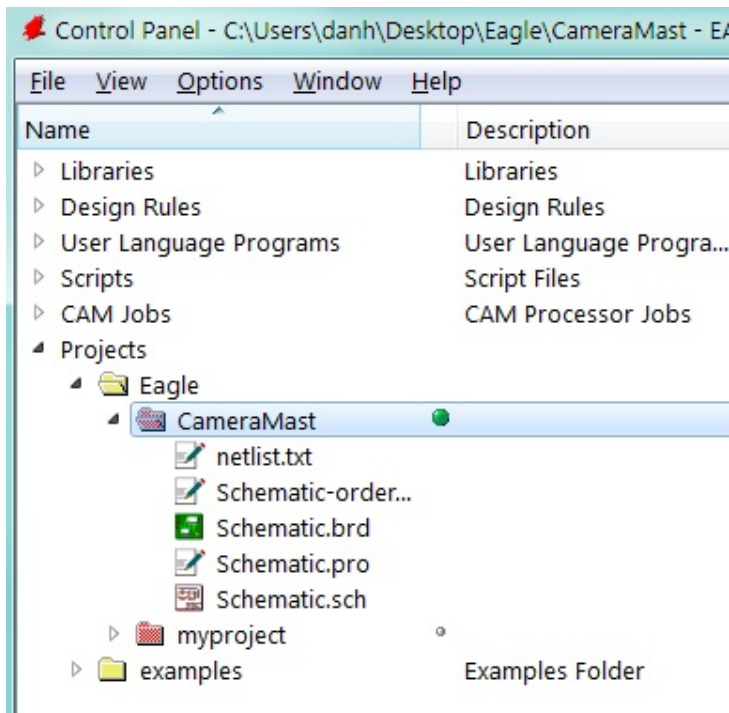 Control Panel - C:\Users\danh\Desktop\Eagle\CameraMast - EA
File View Options Window Help
Name Description
Libraries Libraries
Design Rules Design Rules
User Language Programs User Language Progra...
Scripts Script Files
CAM Jobs CAM Processor Jobs
Projects
Eagle
CameraMast
netlist.txt
Schematic-order...
Schematic.brd
Schematic.pro
Schematic.sch
myproject
examples Examples Folder